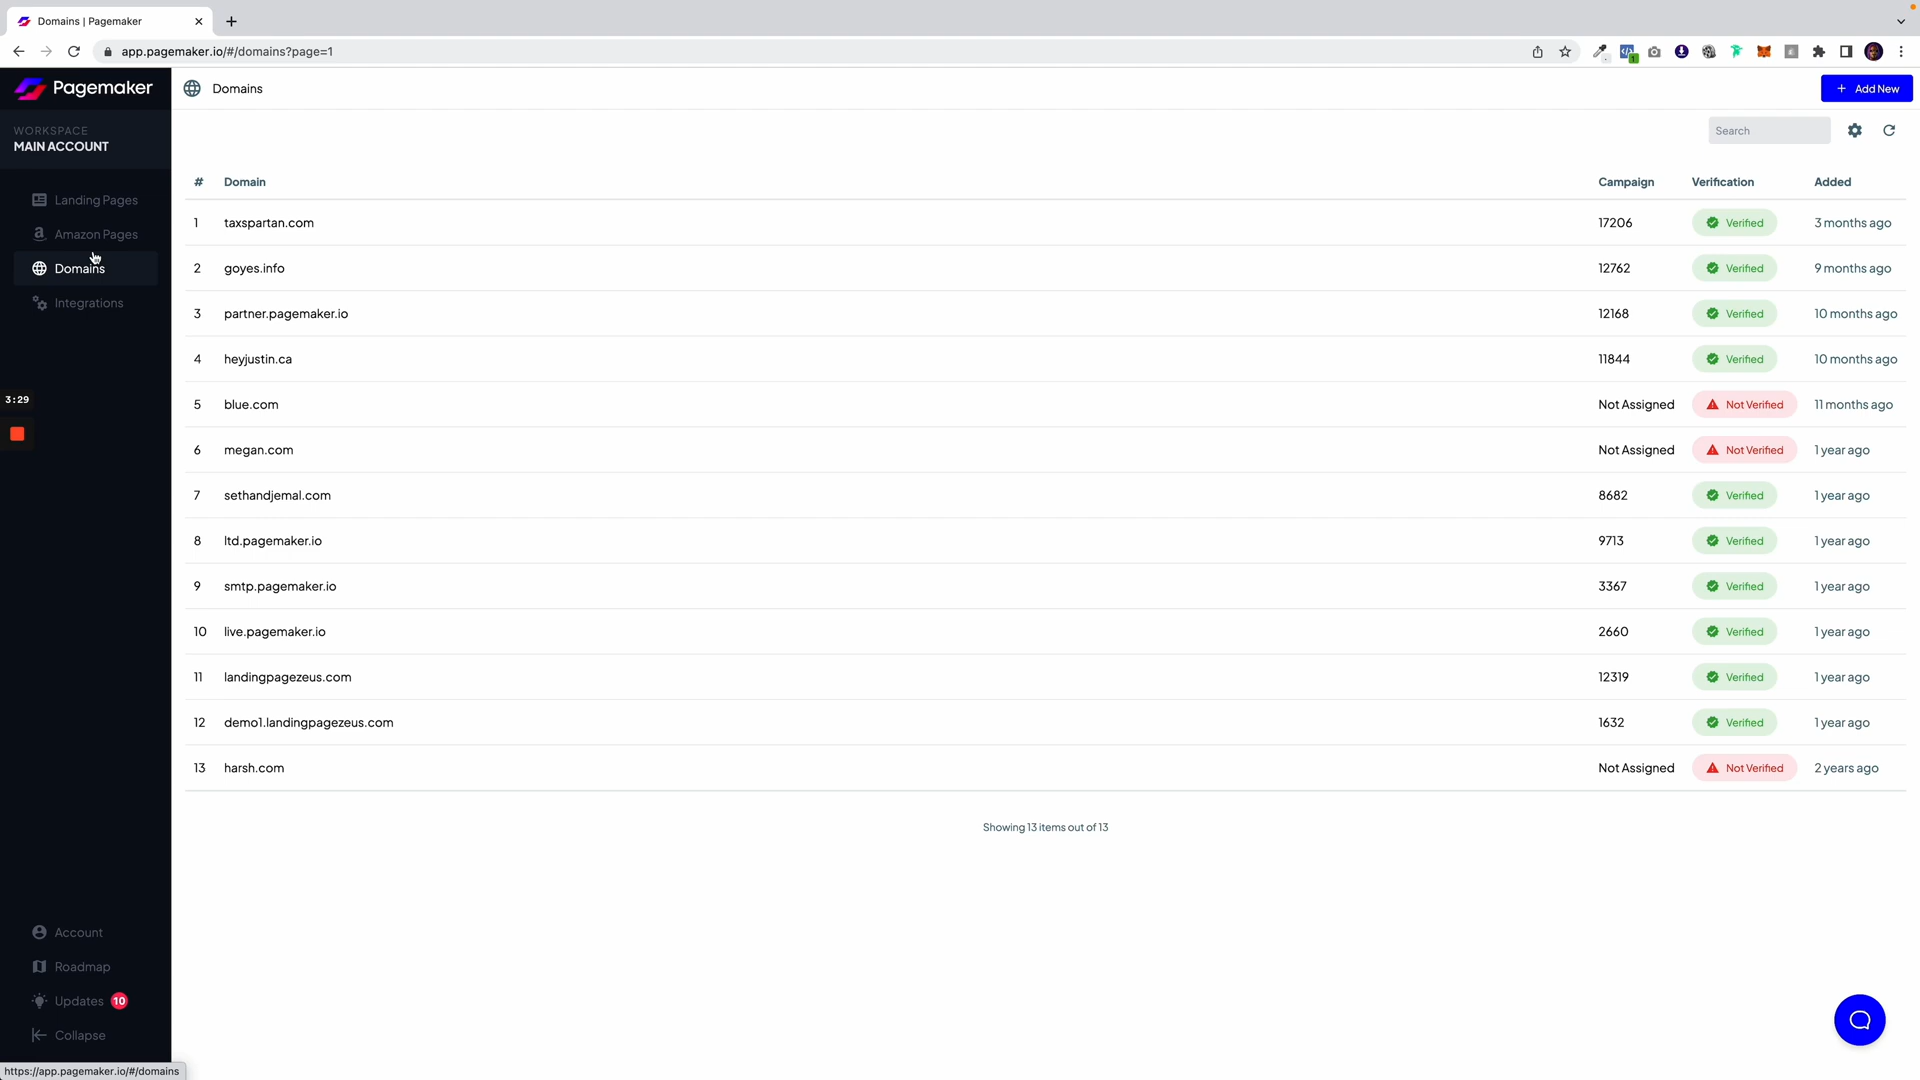 Domains | Pagemaker
app.pagemaker.io/#/domains?page=1
1
Pagemaker
Domains
Add New
WORKSPACE
MAIN ACCOUNT
Search
Landing Pages
Amazon Pages
Domains
Integrations
3:29
# Domain Campaign Verification Added
1 taxspartan.com 17206 Verified 3 months ago
2 goyes.info 12762 Verified 9 months ago
3 partner.pagemaker.io 12168 Verified 10 months ago
4 heyjustin.ca 11844 Verified 10 months ago
5 blue.com Not Assigned Not Verified 11 months ago
6 megan.com Not Assigned Not Verified 1 year ago
7 sethandjemal.com 8682 Verified 1 year ago
8 ltd.pagemaker.io 9713 Verified 1 year ago
9 smtp.pagemaker.io 3367 Verified 1 year ago
10 live.pagemaker.io 2660 Verified 1 year ago
11 landingpagezeus.com 12319 Verified 1 year ago
12 demo1.landingpagezeus.com 1632 Verified 1 year ago
13 harsh.com Not Assigned Not Verified 2 years ago
Showing 13 items out of 13
Account
Roadmap
Updates 10
Collapse
https://app.pagemaker.io/#/domains